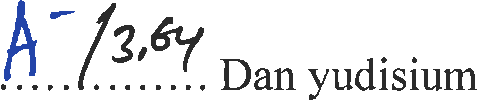 A- / 3,64 .............. Dan yudisium